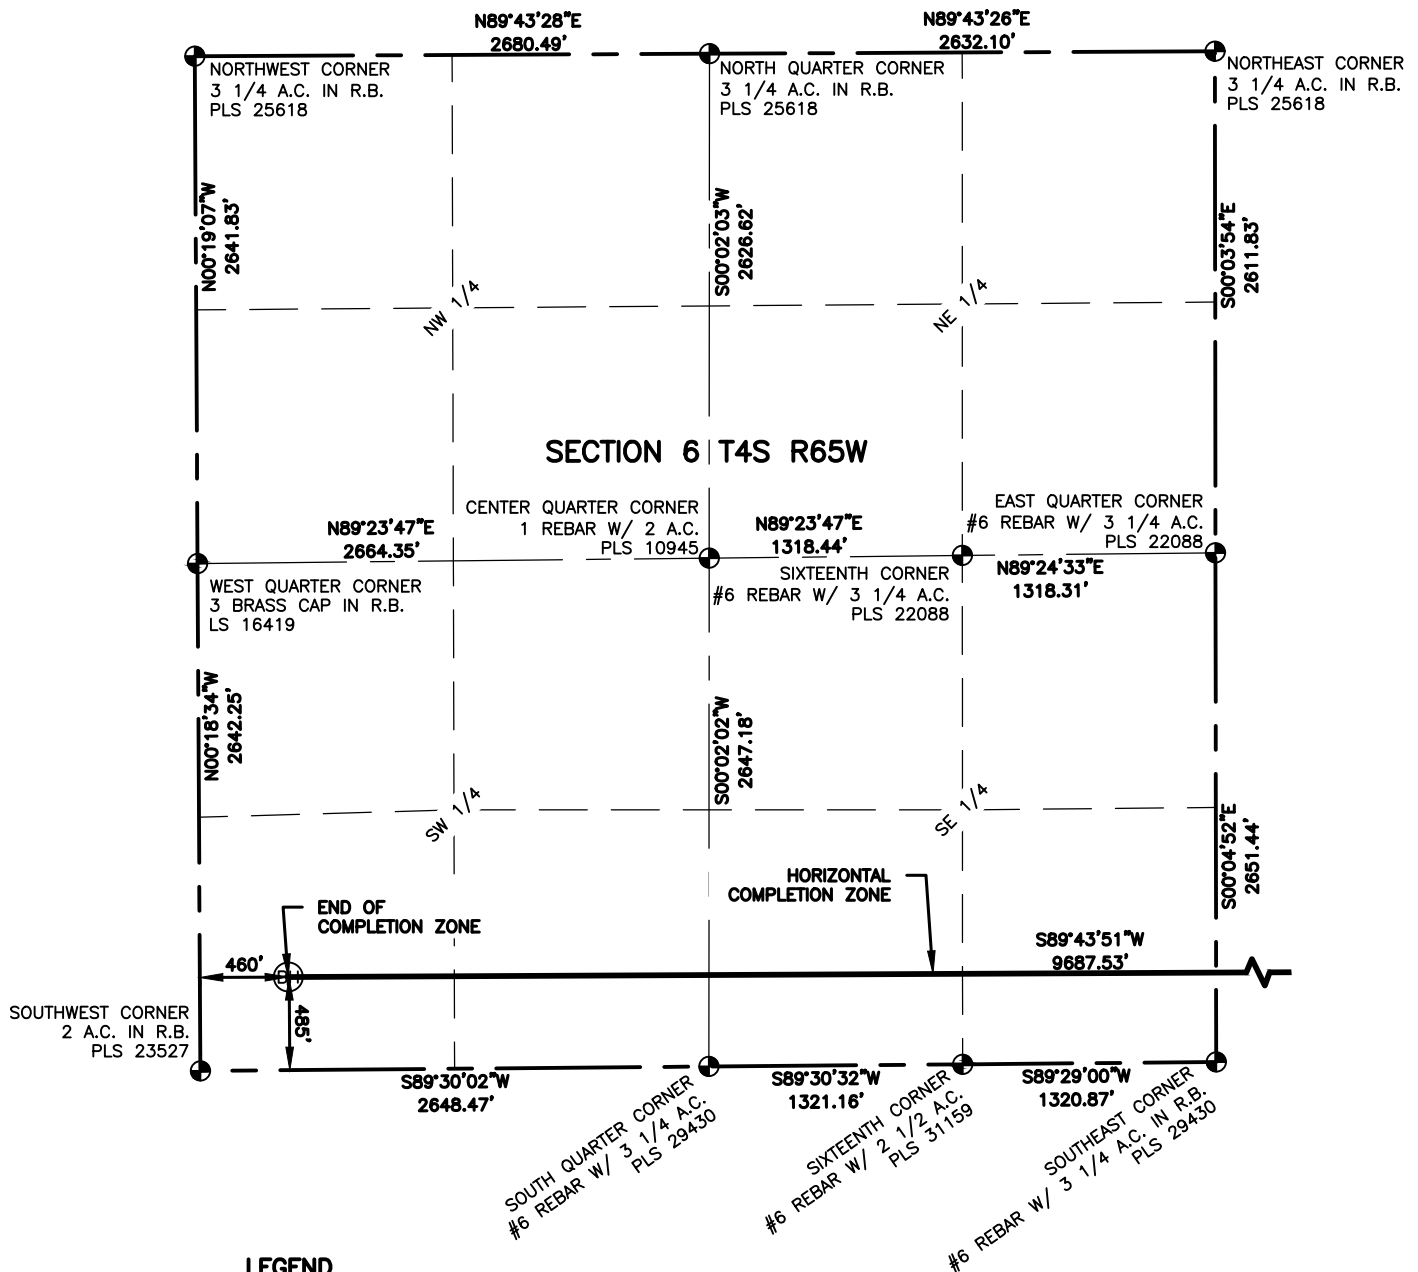 N89°43'28"E
2680.49'
N89°43'26"E
2632.10'
NORTHWEST CORNER
3 1/4 A.C. IN R.B.
PLS 25618
NORTH QUARTER CORNER
3 1/4 A.C. IN R.B.
PLS 25618
NORTHEAST CORNER
3 1/4 A.C. IN R.B.
PLS 25618
N00°19'07"W
2641.83'
S00°02'03"W
2626.62'
S00°03'54"E
2611.83'
NW 1/4
NE 1/4
SECTION 6 T4S R65W
N89°23'47"E
2664.35'
CENTER QUARTER CORNER
1 REBAR W/ 2 A.C.
PLS 10945
N89°23'47"E
1318.44'
EAST QUARTER CORNER
#6 REBAR W/ 3 1/4 A.C.
PLS 22088
WEST QUARTER CORNER
3 BRASS CAP IN R.B.
LS 16419
SIXTEENTH CORNER
#6 REBAR W/ 3 1/4 A.C.
PLS 22088
N89°24'33"E
1318.31'
N00°18'34"W
2642.25'
S00°02'02"W
2647.18'
S00°04'52"E
2651.44'
SW 1/4
SE 1/4
HORIZONTAL
COMPLETION ZONE
END OF
COMPLETION ZONE
S89°43'51"W
9687.53'
460'
BH
485'
SOUTHWEST CORNER
2 A.C. IN R.B.
PLS 23527
S89°30'02"W
2648.47'
S89°30'32"W
1321.16'
S89°29'00"W
1320.87'
SOUTH QUARTER CORNER
#6 REBAR W/ 3 1/4 A.C.
PLS 29430
SIXTEENTH CORNER
#6 REBAR W/ 2 1/2 A.C.
PLS 31159
SOUTHEAST CORNER
#6 REBAR W/ 3 1/4 A.C. IN R.B.
PLS 29430
LEGEND